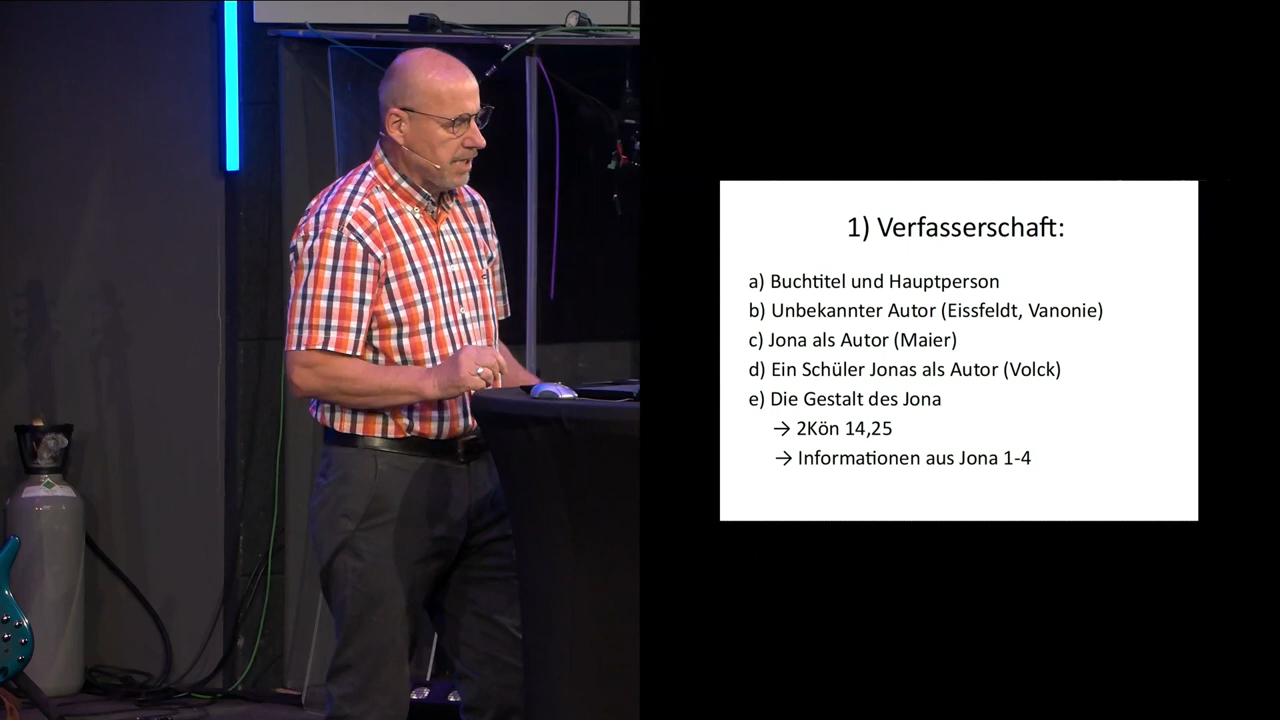 1) Verfasserschaft:
a) Buchtitel und Hauptperson
b) Unbekannter Autor (Eissfeldt, Vanonie)
c) Jona als Autor (Maier)
d) Ein Schüler Jonas als Autor (Volck)
e) Die Gestalt des Jona
→ 2Kön 14,25
→ Informationen aus Jona 1-4